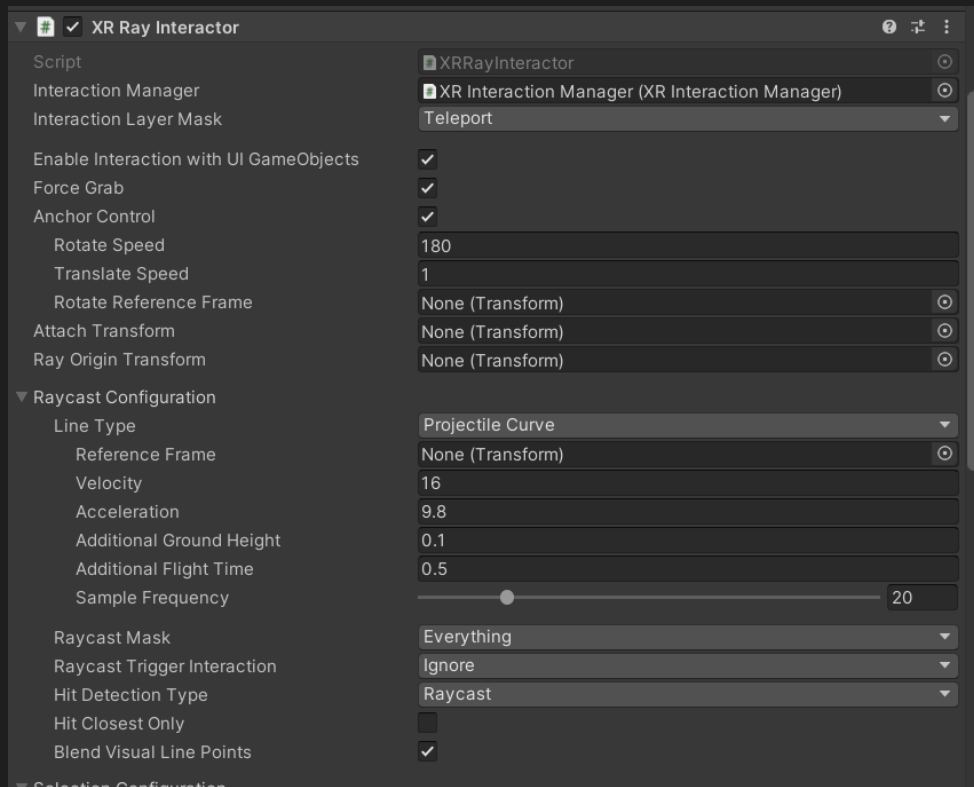 XR Ray Interactor
Script XRRayInteractor
Interaction Manager XR Interaction Manager (XR Interaction Manager)
Interaction Layer Mask Teleport
Enable Interaction with UI GameObjects
Force Grab
Anchor Control
Rotate Speed 180
Translate Speed 1
Rotate Reference Frame None (Transform)
Attach Transform None (Transform)
Ray Origin Transform None (Transform)
Raycast Configuration
Line Type Projectile Curve
Reference Frame None (Transform)
Velocity 16
Acceleration 9.8
Additional Ground Height 0.1
Additional Flight Time 0.5
Sample Frequency 20
Raycast Mask Everything
Raycast Trigger Interaction Ignore
Hit Detection Type Raycast
Hit Closest Only
Blend Visual Line Points
Selection Configuration